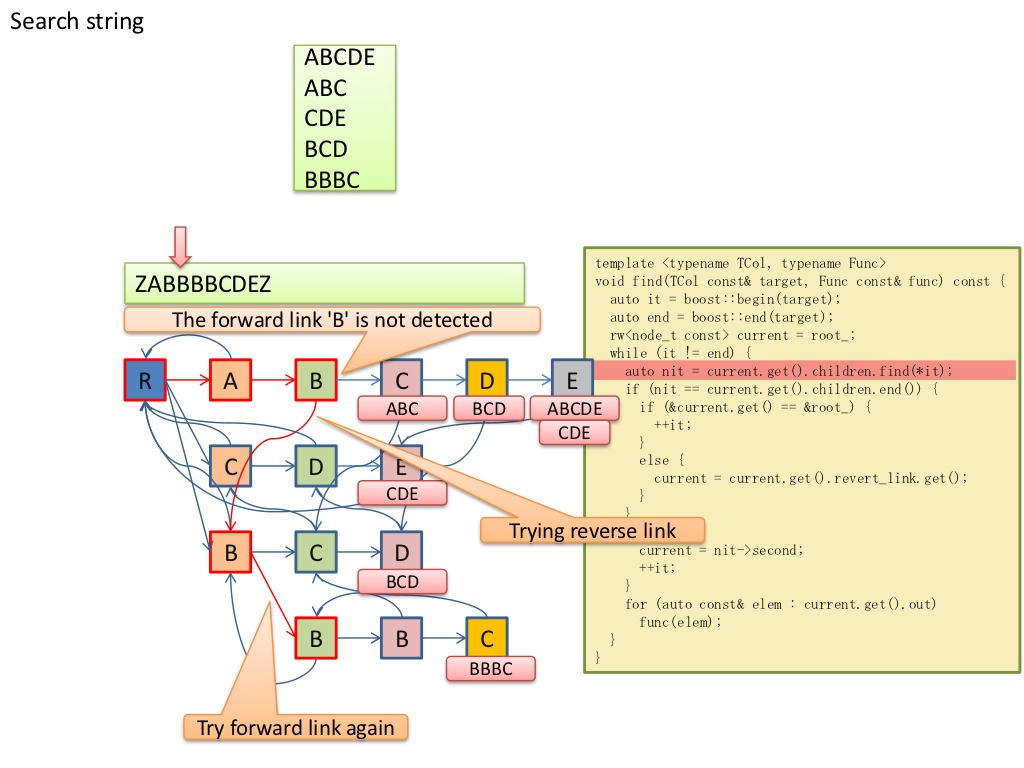 Search string
ABCDE
ABC
CDE
BCD
BBBC
ZABBBBCDEZ
The forward link 'B' is not detected
R
A
B
C
D
E
ABC
BCD
ABCDE
CDE
C
D
E
CDE
Trying reverse link
B
C
D
BCD
B
B
C
BBBC
Try forward link again
template <typename TCol, typename Func>
void find(TCol const& target, Func const& func) const {
auto it = boost::begin(target);
auto end = boost::end(target);
rw<node_t const> current = root_;
while (it != end) {
auto nit = current.get().children.find(*it);
if (nit == current.get().children.end()) {
if (&current.get() == &root_) {
++it;
}
else {
current = current.get().revert_link.get();
}
}
current = nit->second;
++it;
}
for (auto const& elem : current.get().out)
func(elem);
}
}